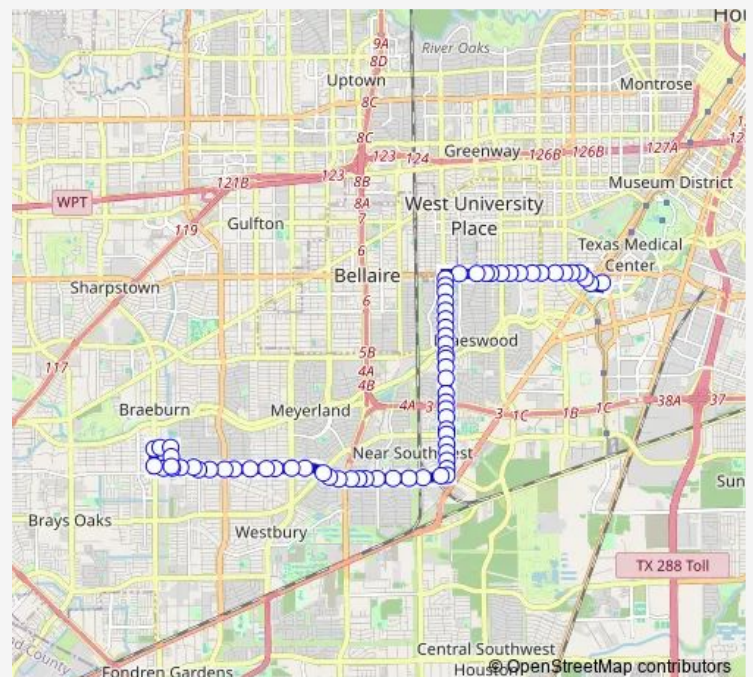 Hou
9A
River Oaks
8D
Uptown
Montrose
8C
8C
123
124
Greenway
126B
126B
127A
123
8B
121B
Museum District
WPT
8A
West University
Place
7
119
Gulfton
6
Texas Medical
Center
Bellaire
Sharpstown
6
aeswood
5B
117
4A
4B
38A
37
Braeburn
Meyerland
4A
3
3
1C
1B
1C
Near Southwest
Sun
Brays Oaks
Westbury
TX 288 Toll
nd County
Central Southwest
Houston
Fondren Gardens
© OpenStreetMap contributors